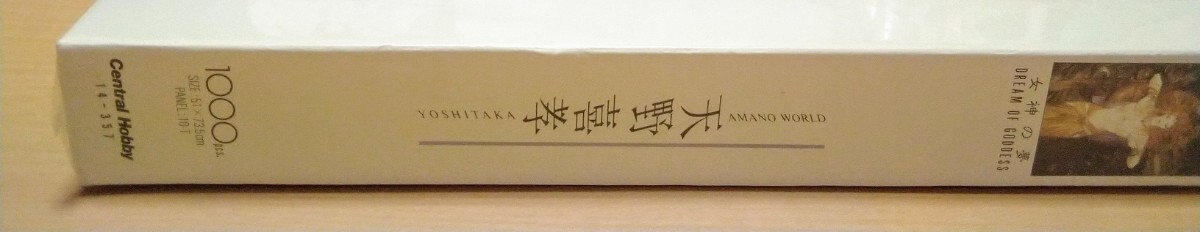 Central Hobby
14-357
1000pcs.
SIZE:51×73.5cm
PANEL:10-T
YOSHITAKA 天野喜孝 AMANO WORLD
女神の夢
DREAM OF GODDESS